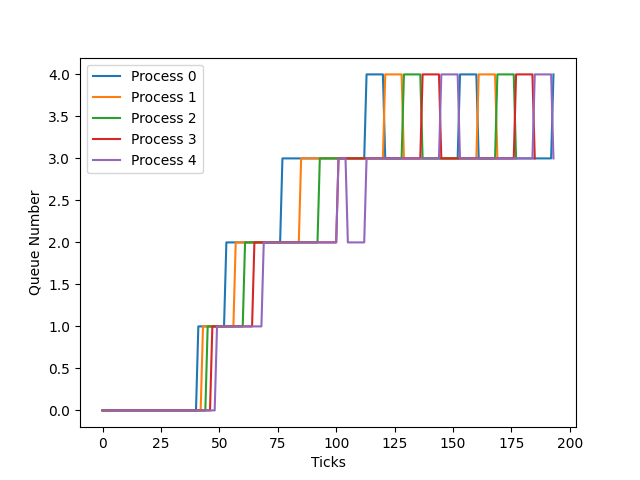 Process 0
Process 1
Process 2
Process 3
Process 4
4.0
3.5
3.0
2.5
2.0
1.5
1.0
0.5
0.0
Queue Number
0 25 50 75 100 125 150 175 200
Ticks